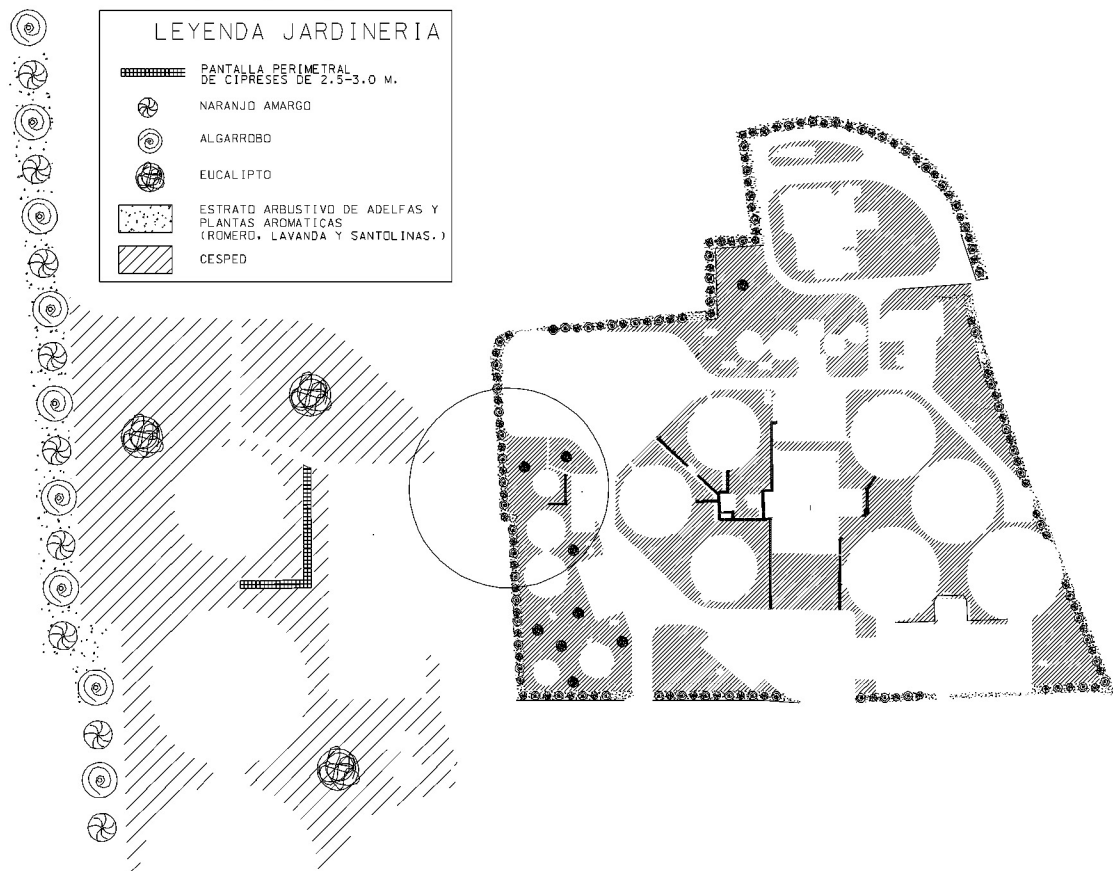 LEYENDA JARDINERIA
PANTALLA PERIMETRAL
DE CIPRESES DE 2.5-3.0 M.
NARANJO AMARGO
ALGARROBO
EUCALIPTO
ESTRATO ARBUSTIVO DE ADELFAS Y
PLANTAS AROMATICAS
(ROMERO, LAVANDA Y SANTOLINAS.)
CESPED